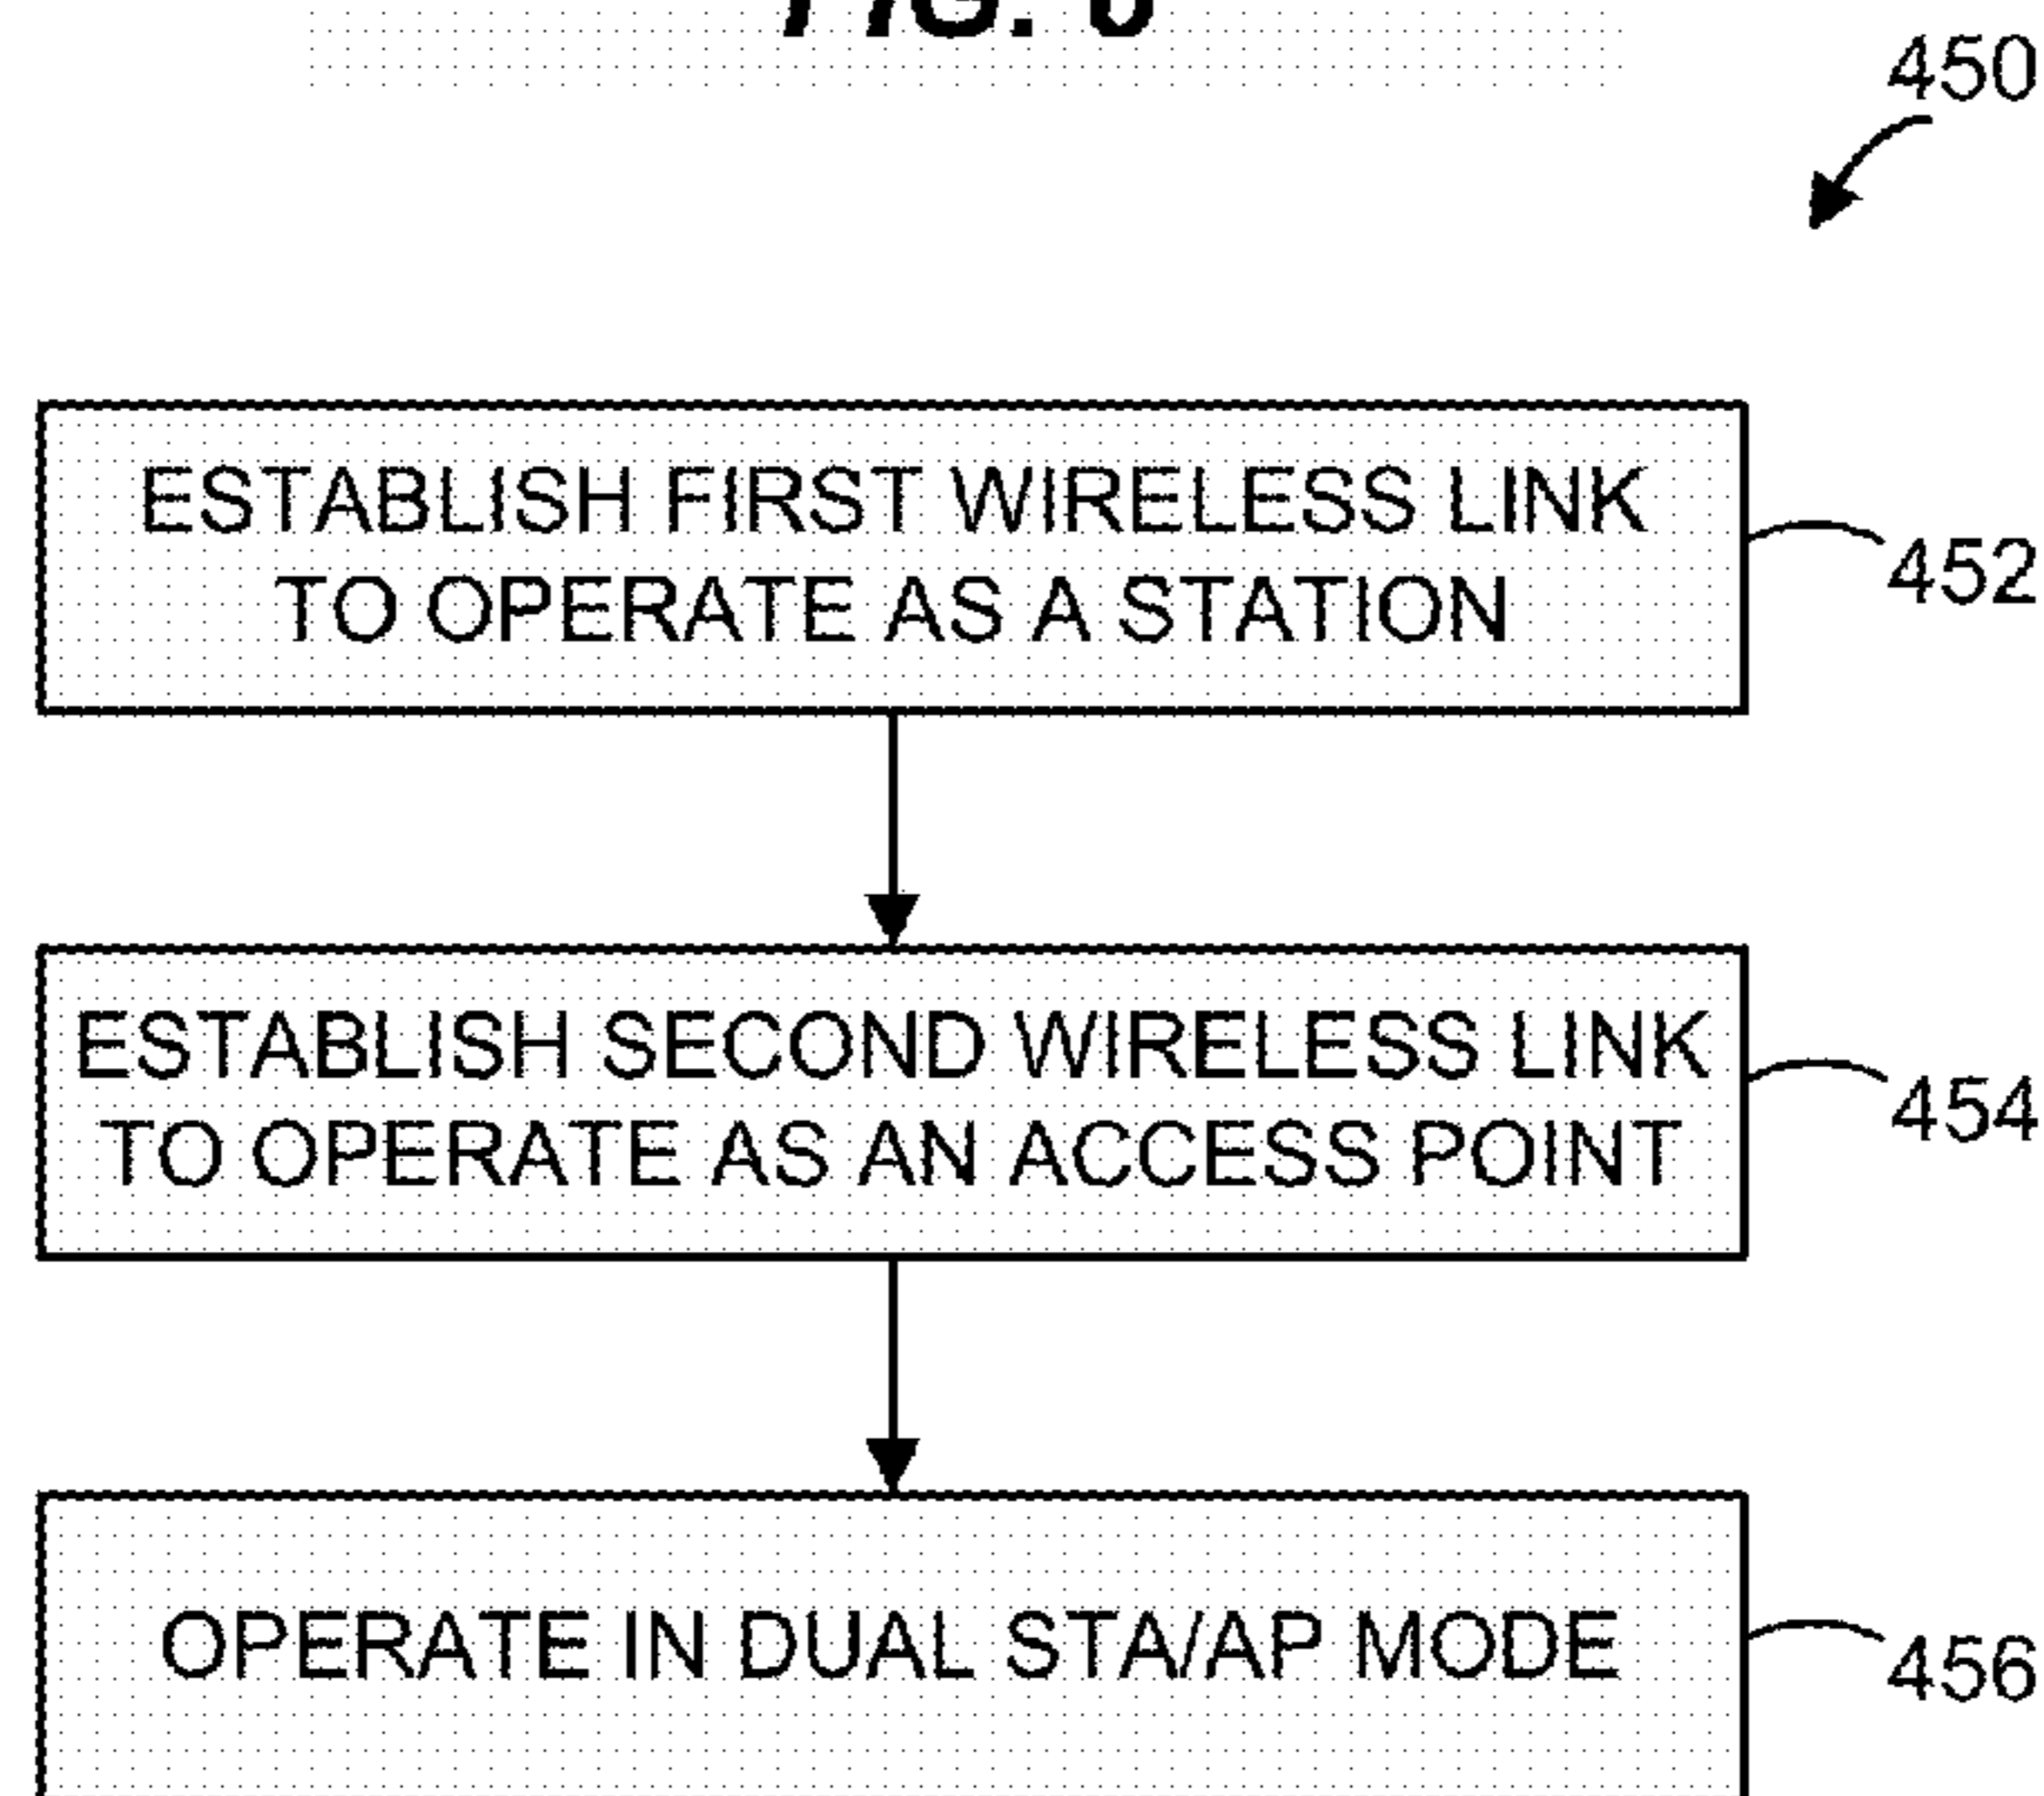 FIG.
450
ESTABLISH FIRST WIRELESS LINK
TO OPERATE AS A STATION
452
ESTABLISH SECOND WIRELESS LINK
TO OPERATE AS AN ACCESS POINT
454
OPERATE IN DUAL STA/AP MODE
456